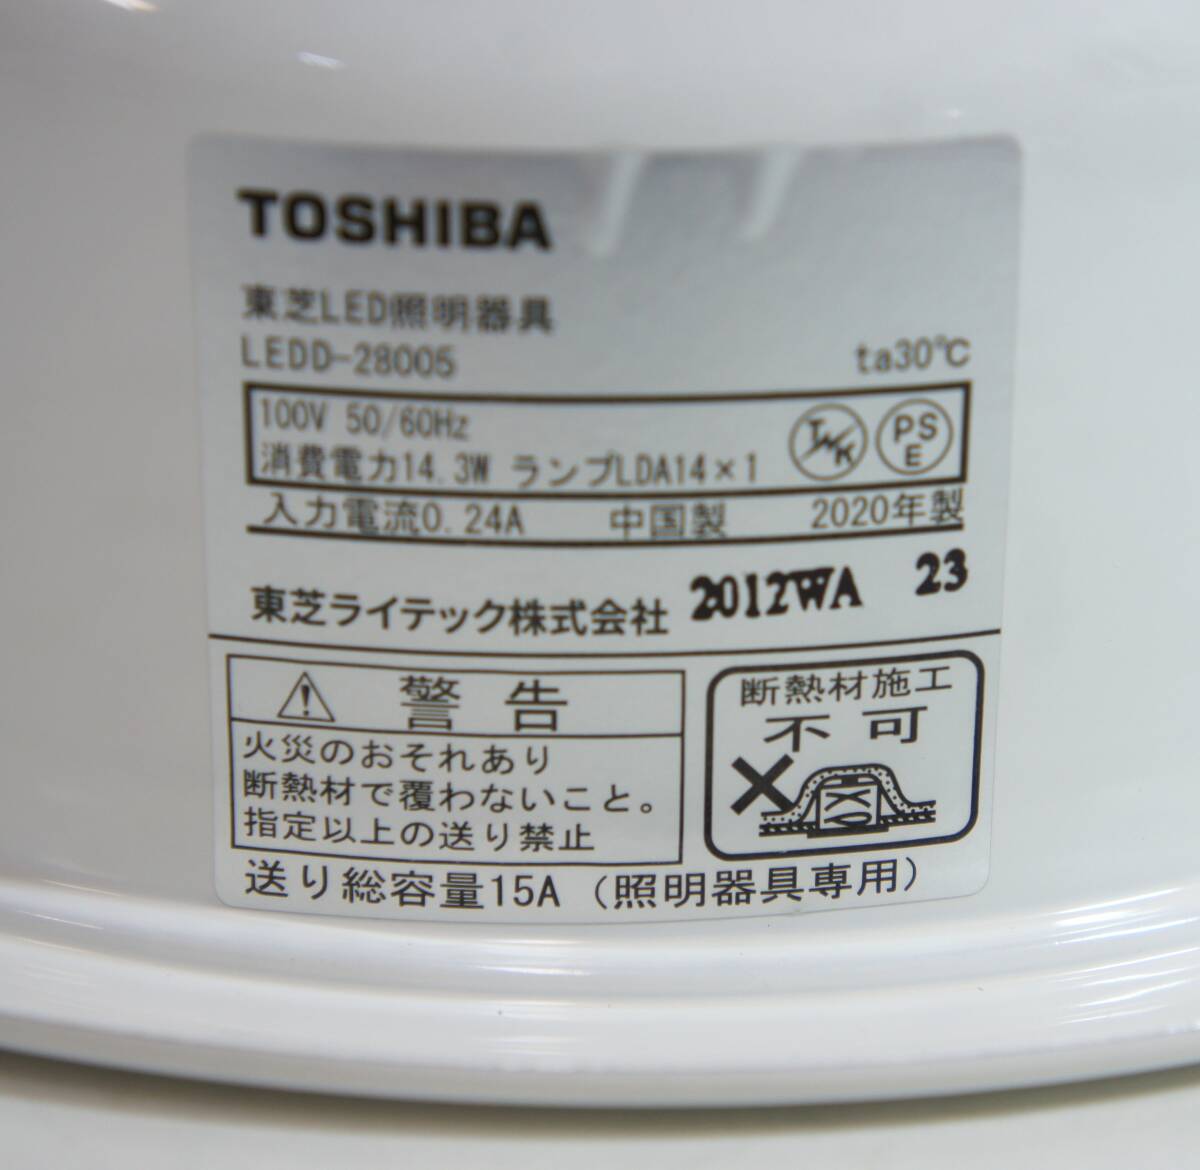 TOSHIBA
東芝LED照明器具
LEDD-28005 ta30℃
100V 50/60Hz
消費電力14.3W ランプLDA14×1
TWK
PS
E
入力電流0.24A 中国製 2020年製
東芝ライテック株式会社 2012WA 23
警告
火災のおそれあり
断熱材で覆わないこと。
指定以上の送り禁止
断熱材施工
不可
送り総容量15A（照明器具専用）